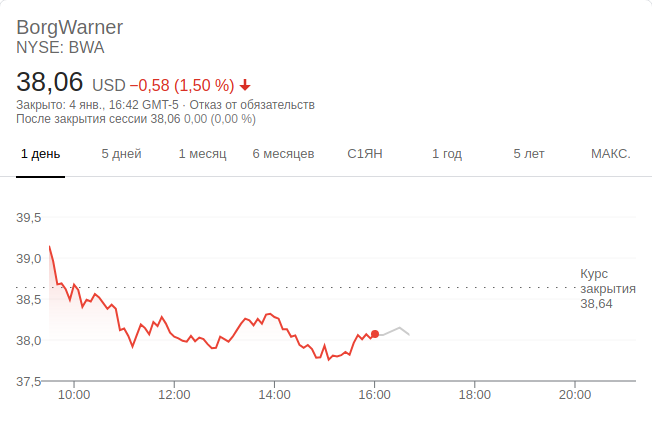 BorgWarner
NYSE: BWA
38,06 USD −0,58 (1,50 %)
Закрыто: 4 янв., 16:42 GMT-5 · Отказ от обязательств
После закрытия сессии 38,06 0,00 (0,00 %)
1 день 5 дней 1 месяц 6 месяцев С1ЯН 1 год 5 лет МАКС.
39,5
39,0
Курс
закрытия
38,64
38,5
38,0
37,5
10:00 12:00 14:00 16:00 18:00 20:00